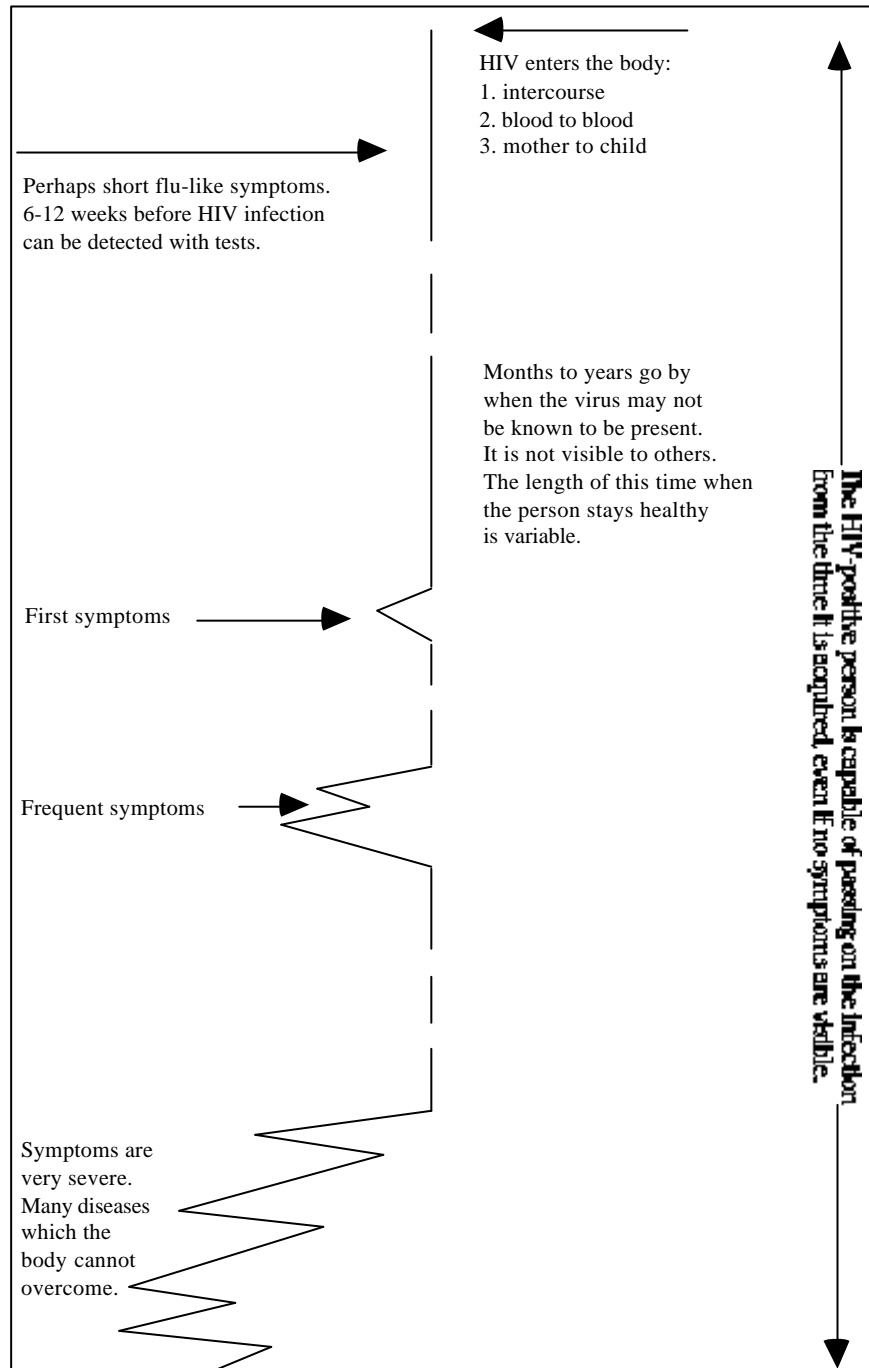 HIV enters the body:
1. intercourse
2. blood to blood
3. mother to child
Perhaps short flu-like symptoms.
6-12 weeks before HIV infection
can be detected with tests.
Months to years go by
when the virus may not
be known to be present.
It is not visible to others.
The length of this time when
the person stays healthy
is variable.
First symptoms
Frequent symptoms
Symptoms are
very severe.
Many diseases
which the
body cannot
overcome.
The HIV-positive person is capable of passing on the infection
from the time it is acquired, even if no symptoms are visible.